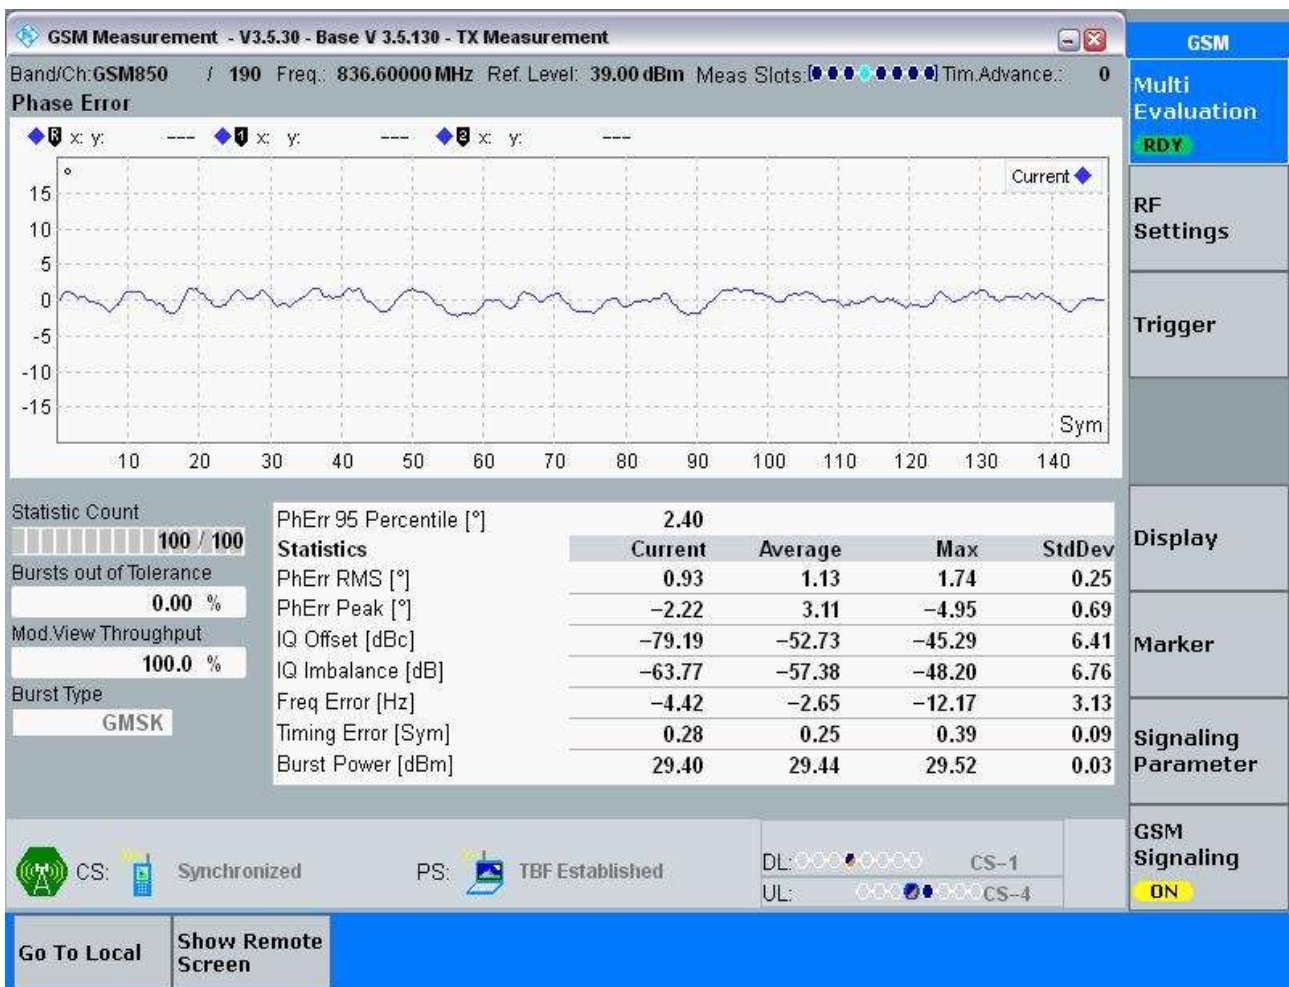 GSM Measurement - V3.5.30 - Base V 3.5.130 - TX Measurement
Band/Ch:GSM850 / 190 Freq.: 836.60000 MHz Ref. Level: 39.00 dBm Meas Slots: Tim.Advance.: 0
Phase Error
R x: y: --- 1 x: y: --- 2 x: y: ---
°
Current
15
10
5
0
-5
-10
-15
Sym
10 20 30 40 50 60 70 80 90 100 110 120 130 140
Statistic Count
100 / 100
Bursts out of Tolerance
0.00 %
Mod.View Throughput
100.0 %
Burst Type
GMSK
PhErr 95 Percentile [°] 2.40
Statistics Current Average Max StdDev
PhErr RMS [°] 0.93 1.13 1.74 0.25
PhErr Peak [°] −2.22 3.11 −4.95 0.69
IQ Offset [dBc] −79.19 −52.73 −45.29 6.41
IQ Imbalance [dB] −63.77 −57.38 −48.20 6.76
Freq Error [Hz] −4.42 −2.65 −12.17 3.13
Timing Error [Sym] 0.28 0.25 0.39 0.09
Burst Power [dBm] 29.40 29.44 29.52 0.03
CS: Synchronized PS: TBF Established
DL: CS−1
UL: CS−4
GSM
Multi
Evaluation
RDY
RF
Settings
Trigger
Display
Marker
Signaling
Parameter
GSM
Signaling
ON
Go To Local
Show Remote
Screen